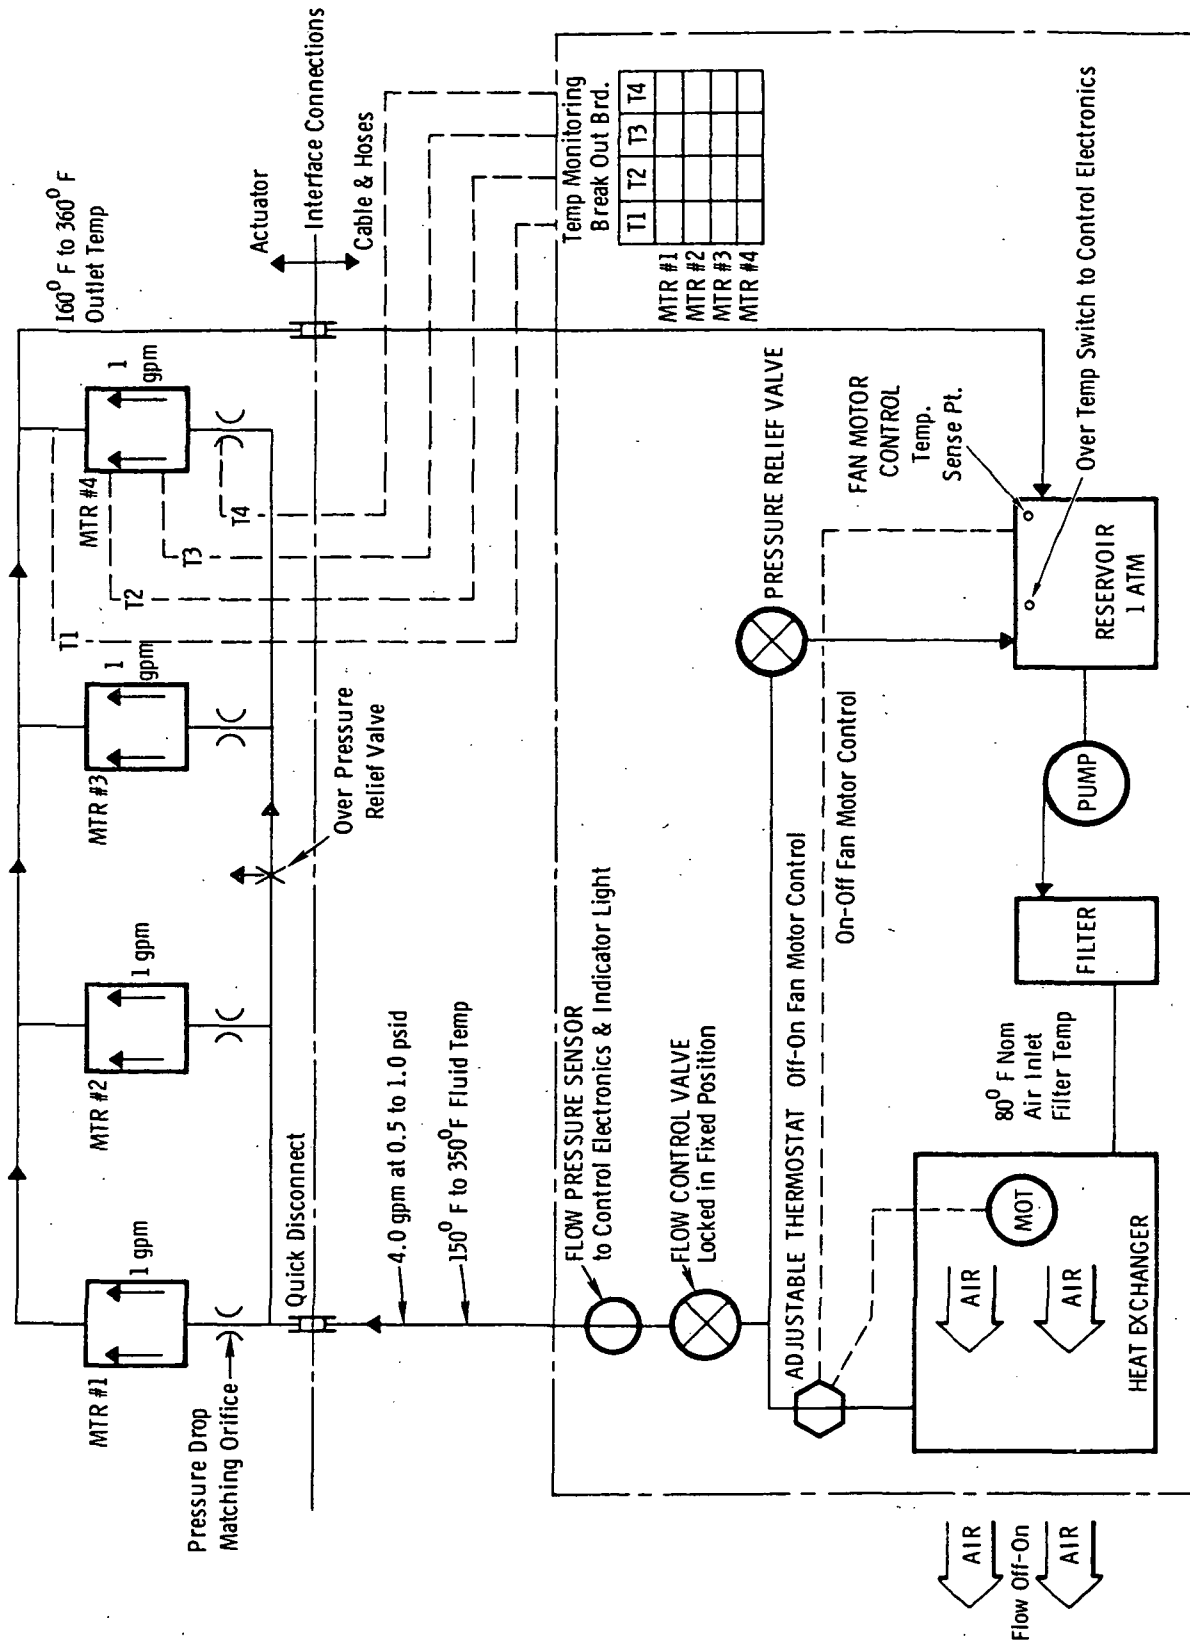 160⁰ F to 360⁰ F
Outlet Temp
MTR #1
1 gpm
MTR #2
1 gpm
MTR #3
1
gpm
MTR #4
1
gpm
T1
T2
T3
T4
Pressure Drop
Matching Orifice
Quick Disconnect
Over Pressure
Relief Valve
Actuator
Interface Connections
Cable & Hoses
4.0 gpm at 0.5 to 1.0 psid
150⁰ F to 350⁰F Fluid Temp
Temp Monitoring
Break Out Brd.
T1 T2 T3 T4
MTR #1
MTR #2
MTR #3
MTR #4
FLOW PRESSURE SENSOR
to Control Electronics & Indicator Light
FLOW CONTROL VALVE
Locked in Fixed Position
PRESSURE RELIEF VALVE
ADJUSTABLE THERMOSTAT Off-On Fan Motor Control
On-Off Fan Motor Control
FAN MOTOR
CONTROL
Temp.
Sense Pt.
Over Temp Switch to Control Electronics
RESERVOIR
1 ATM
PUMP
FILTER
80⁰ F Nom
Air Inlet
Filter Temp
MOT
AIR
AIR
HEAT EXCHANGER
AIR
Flow Off-On
AIR